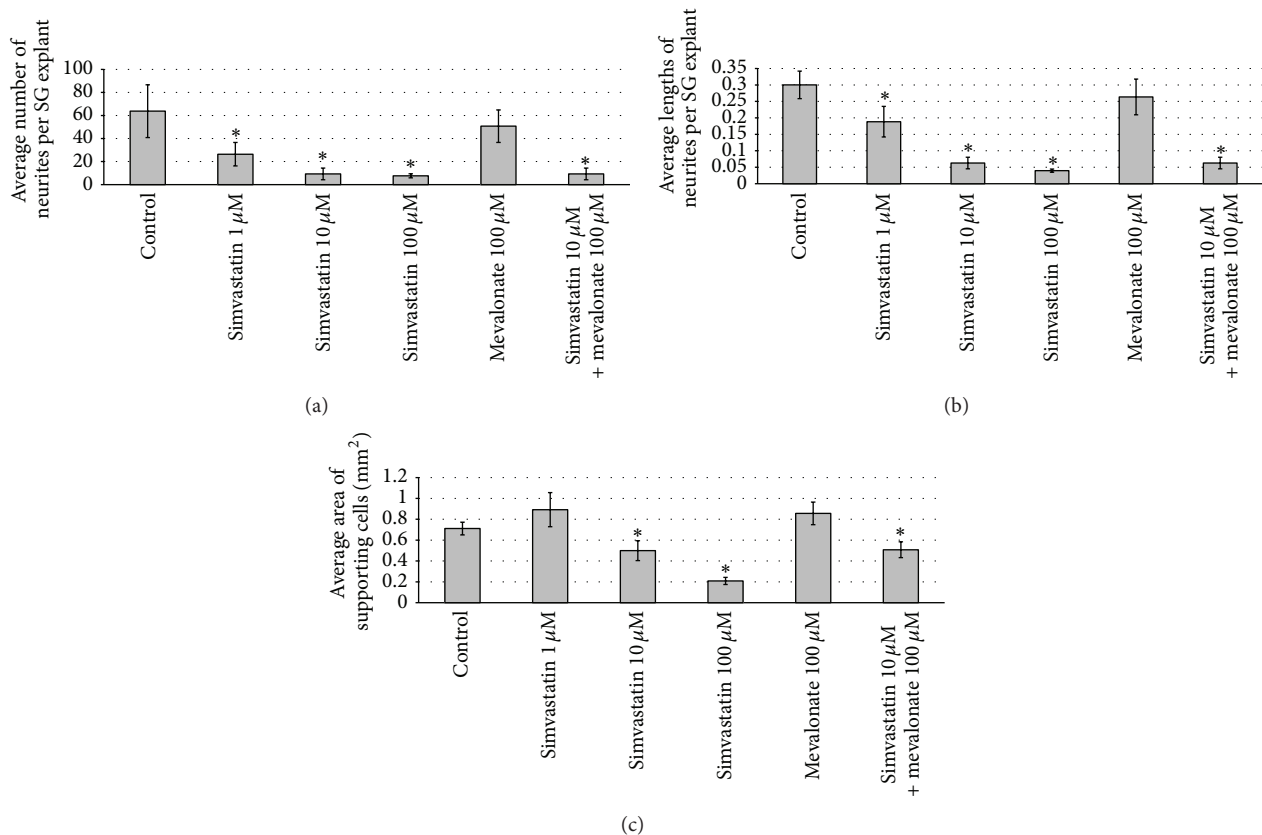 Average number of
neurites per SG explant
100
80
60
40
20
0
*
*
*
*
Control
Simvastatin 1 μM
Simvastatin 10 μM
Simvastatin 100 μM
Mevalonate 100 μM
Simvastatin 10 μM
+ mevalonate 100 μM
(a)
Average lengths of
neurites per SG explant
0.35
0.3
0.25
0.2
0.15
0.1
0.05
0
*
*
*
*
Control
Simvastatin 1 μM
Simvastatin 10 μM
Simvastatin 100 μM
Mevalonate 100 μM
Simvastatin 10 μM
+ mevalonate 100 μM
(b)
Average area of
supporting cells (mm²)
1.2
1
0.8
0.6
0.4
0.2
0
*
*
*
Control
Simvastatin 1 μM
Simvastatin 10 μM
Simvastatin 100 μM
Mevalonate 100 μM
Simvastatin 10 μM
+ mevalonate 100 μM
(c)